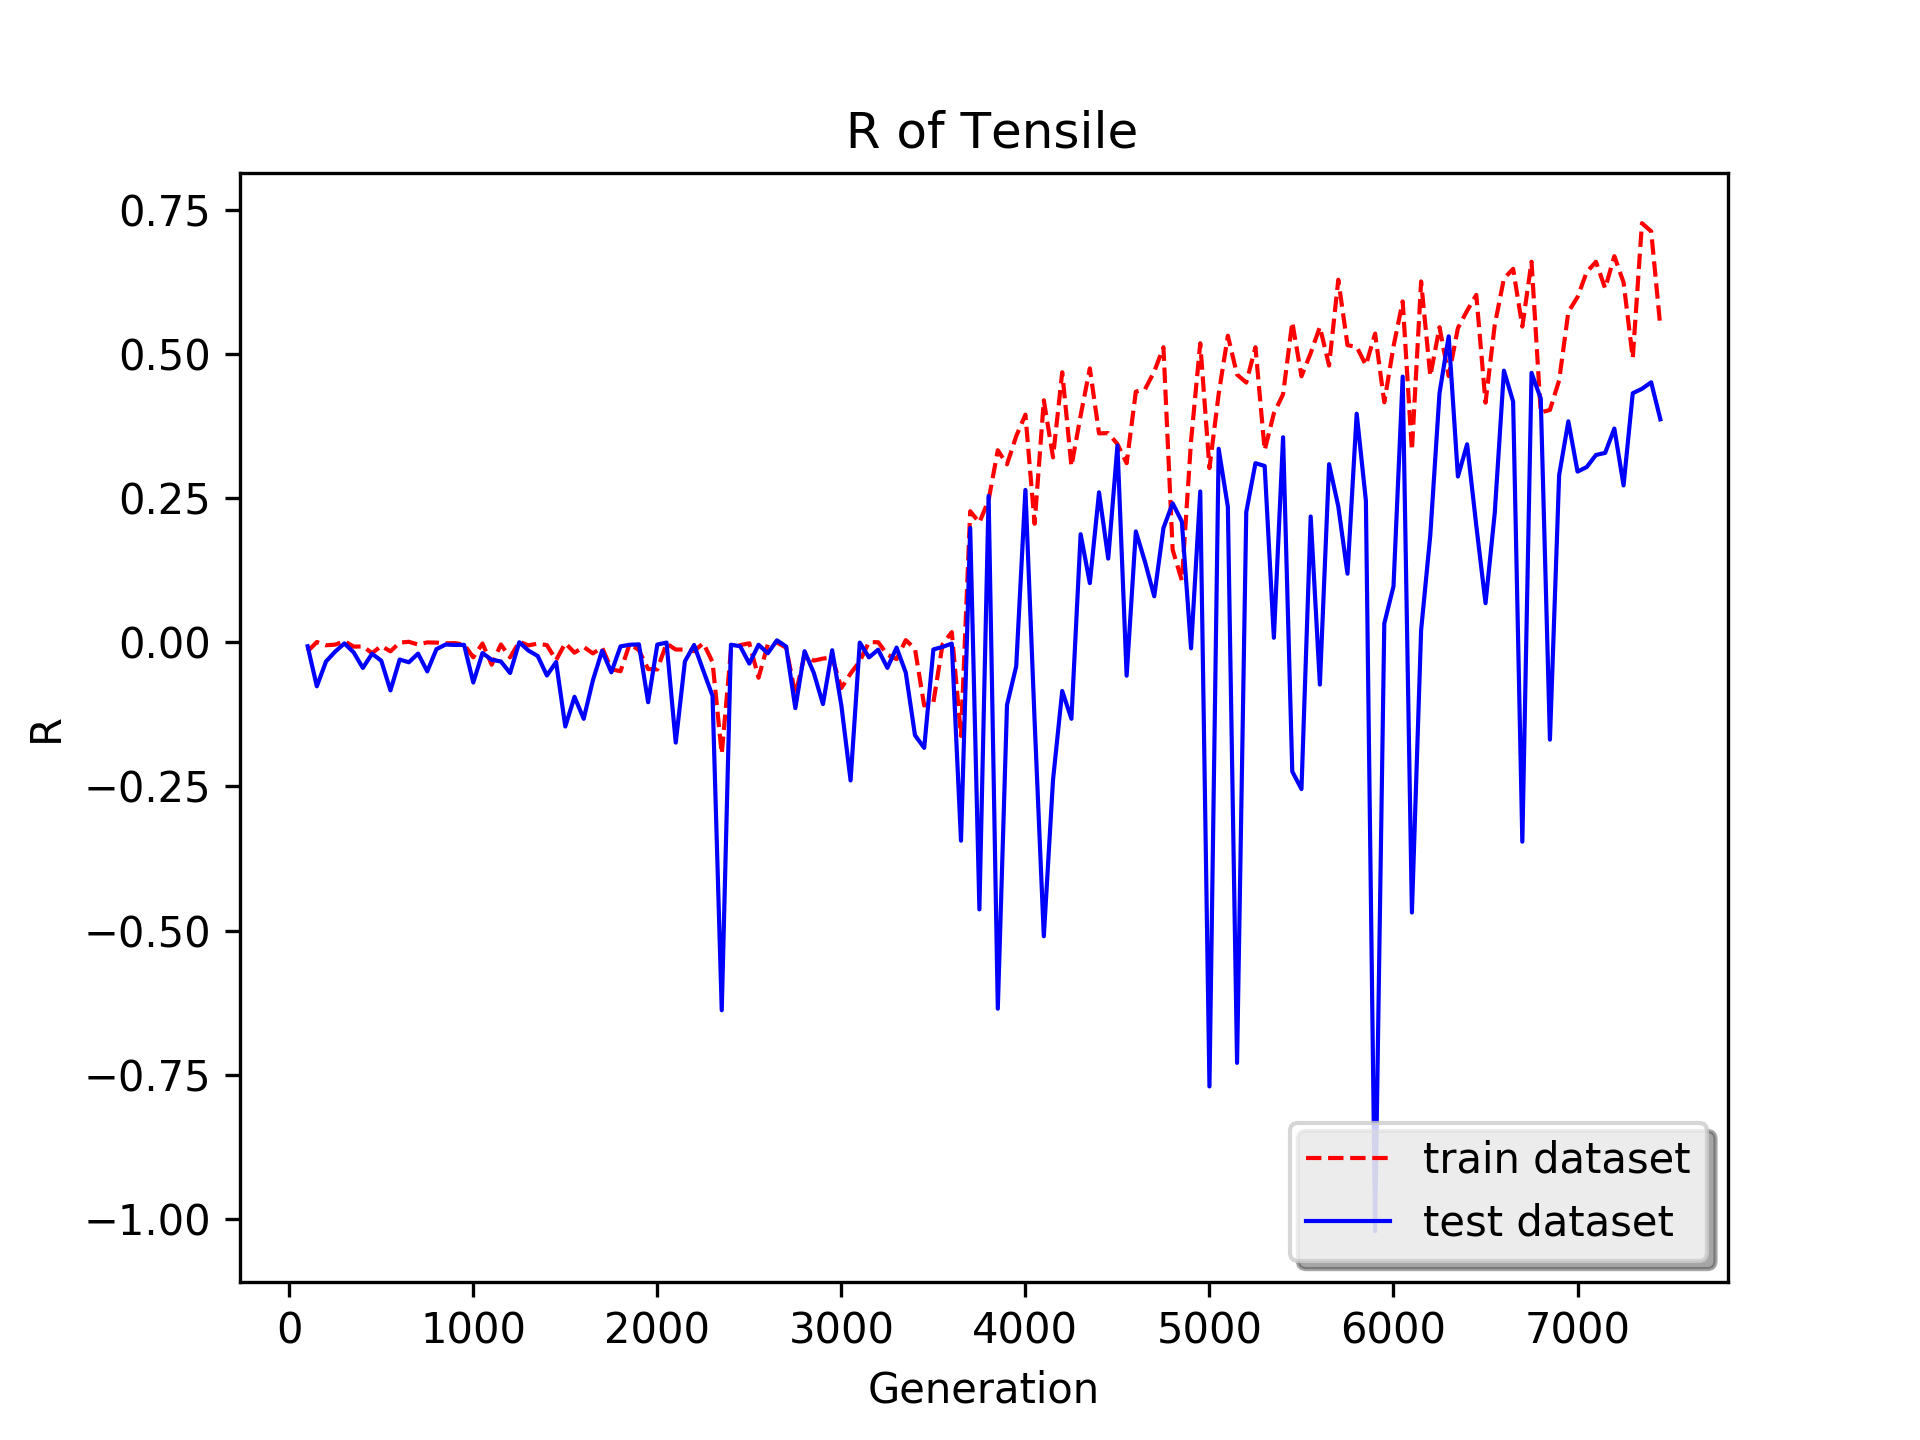 R of Tensile
0.75
0.50
0.25
0.00
−0.25
−0.50
−0.75
−1.00
R
train dataset
test dataset
0 1000 2000 3000 4000 5000 6000 7000
Generation